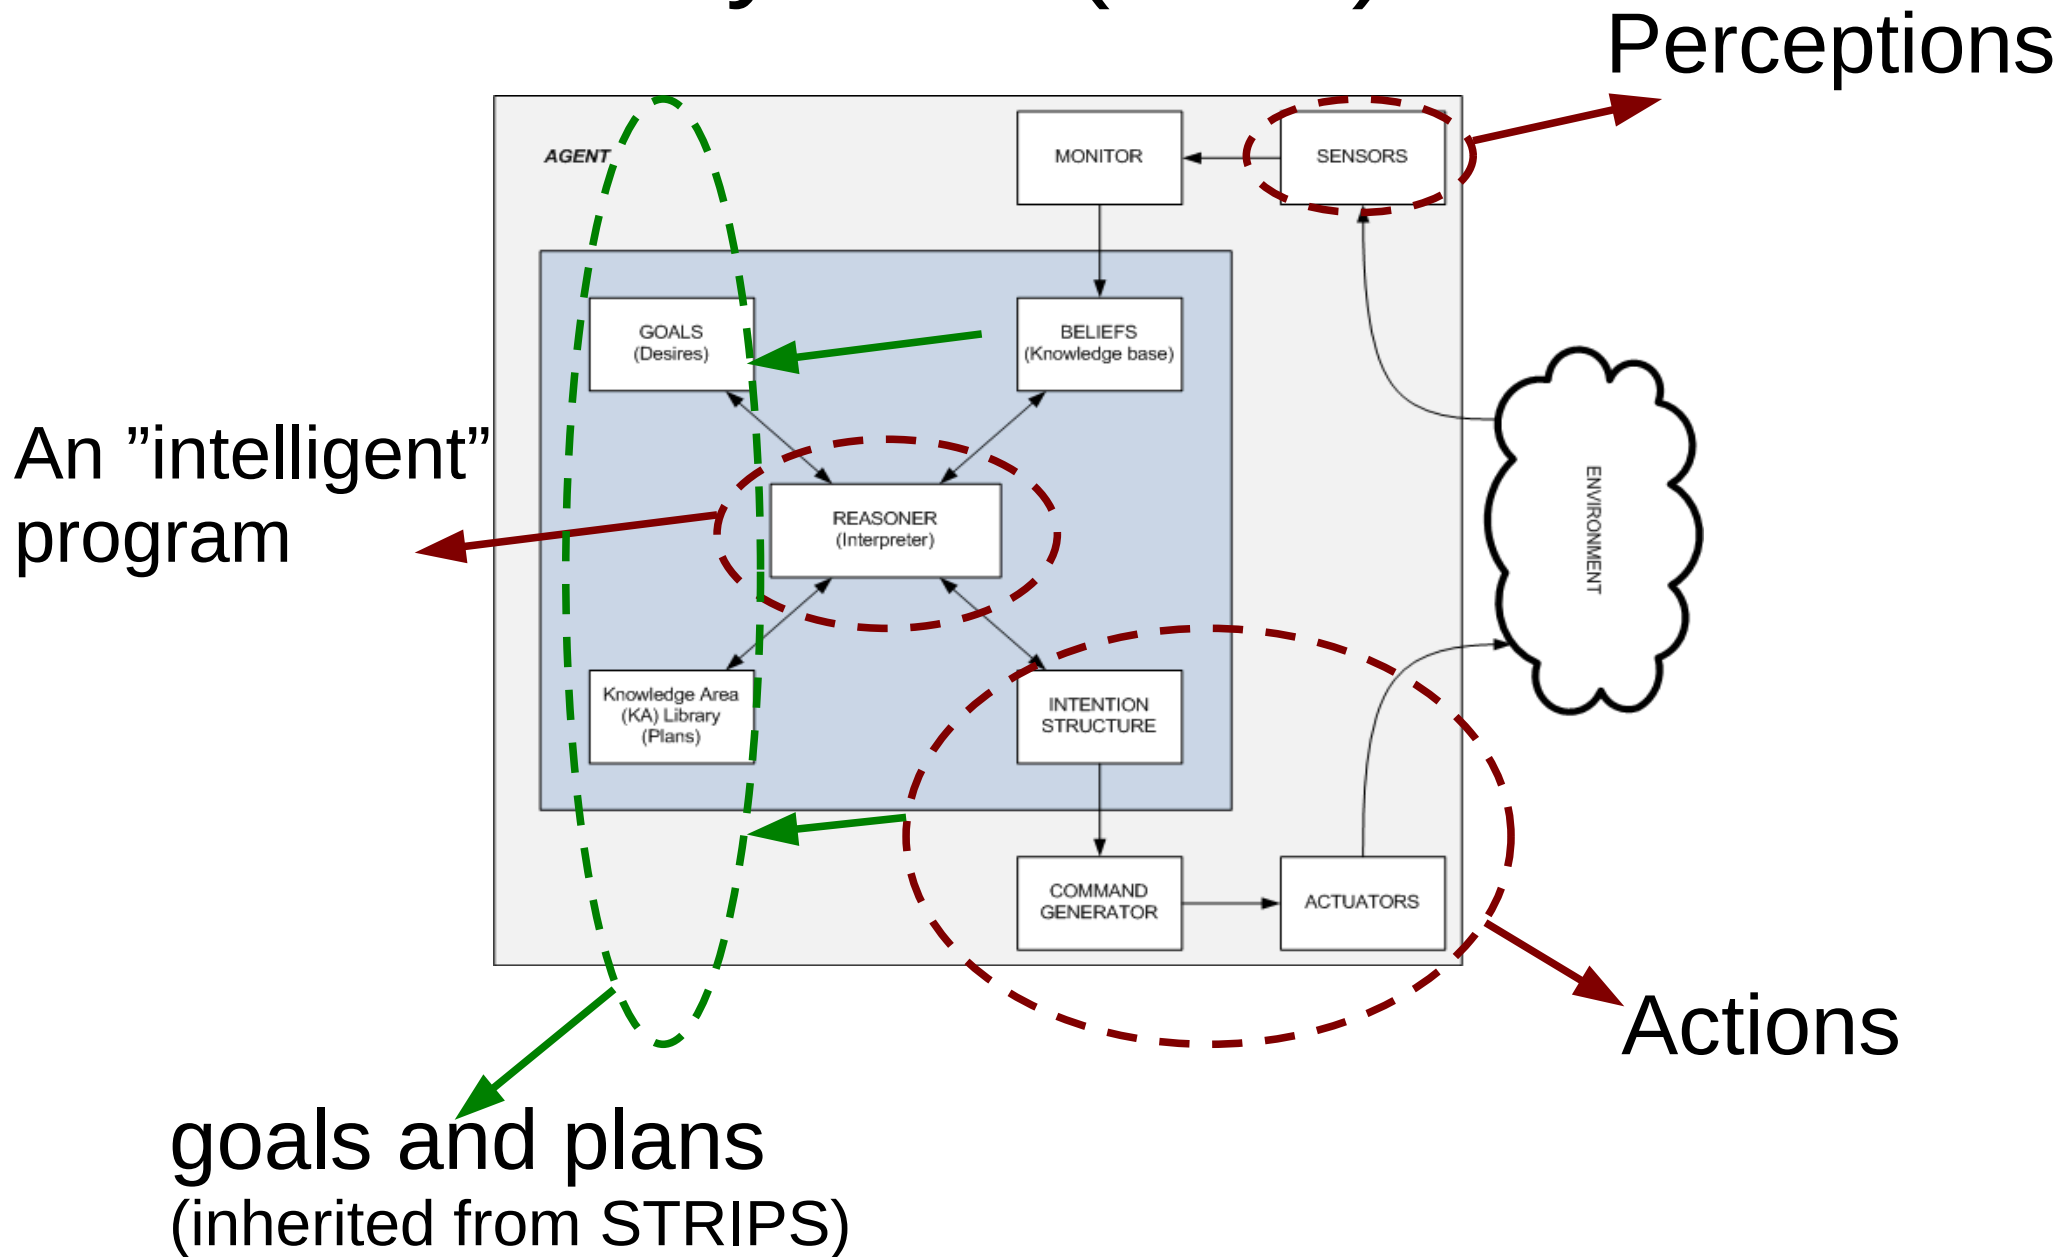 Perceptions
AGENT
MONITOR
SENSORS
GOALS
(Desires)
BELIEFS
(Knowledge base)
An ”intelligent”
program
REASONER
(Interpreter)
ENVIRONMENT
Knowledge Area
(KA) Library
(Plans)
INTENTION
STRUCTURE
COMMAND
GENERATOR
ACTUATORS
Actions
goals and plans
(inherited from STRIPS)